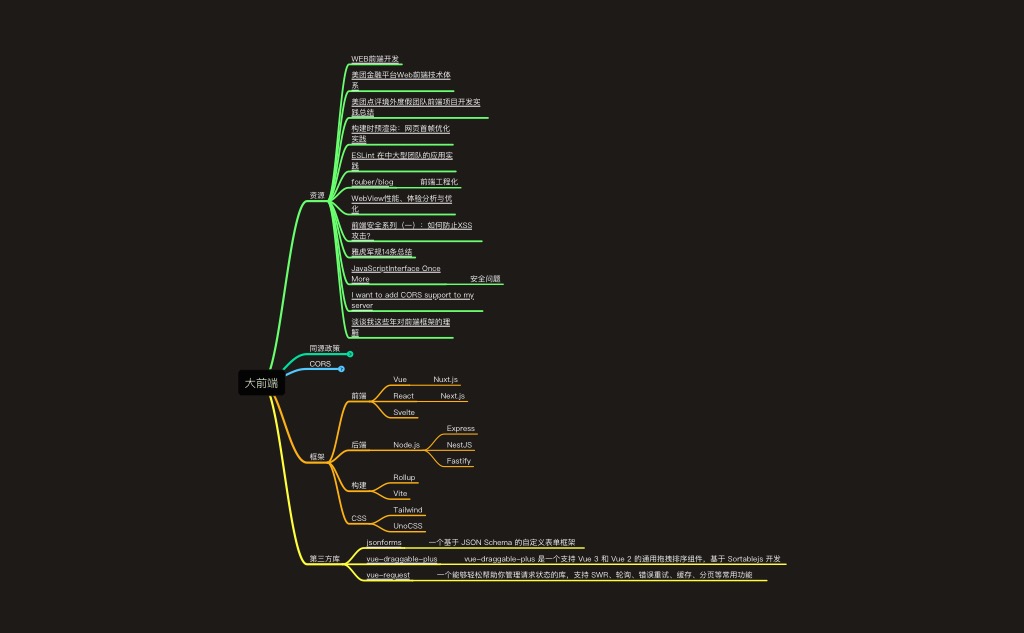 WEB前端开发
美团金融平台Web前端技术体
系
美团点评境外度假团队前端项目开发实
践总结
构建时预渲染：网页首帧优化
实践
ESLint 在中大型团队的应用实
践
fouber/blog 前端工程化
资源
WebView性能、体验分析与优
化
前端安全系列（一）：如何防止XSS
攻击？
雅虎军规14条总结
JavaScriptInterface Once
More 安全问题
I want to add CORS support to my
server
谈谈我这些年对前端框架的理
解
同源政策
CORS
大前端
框架
前端
Vue Nuxt.js
React Next.js
Svelte
后端 Node.js
Express
NestJS
Fastify
构建
Rollup
Vite
CSS
Tailwind
UnoCSS
第三方库
jsonforms 一个基于 JSON Schema 的自定义表单框架
vue-draggable-plus vue-draggable-plus 是一个支持 Vue 3 和 Vue 2 的通用拖拽排序组件，基于 Sortablejs 开发
vue-request 一个能够轻松帮助你管理请求状态的库，支持 SWR、轮询、错误重试、缓存、分页等常用功能